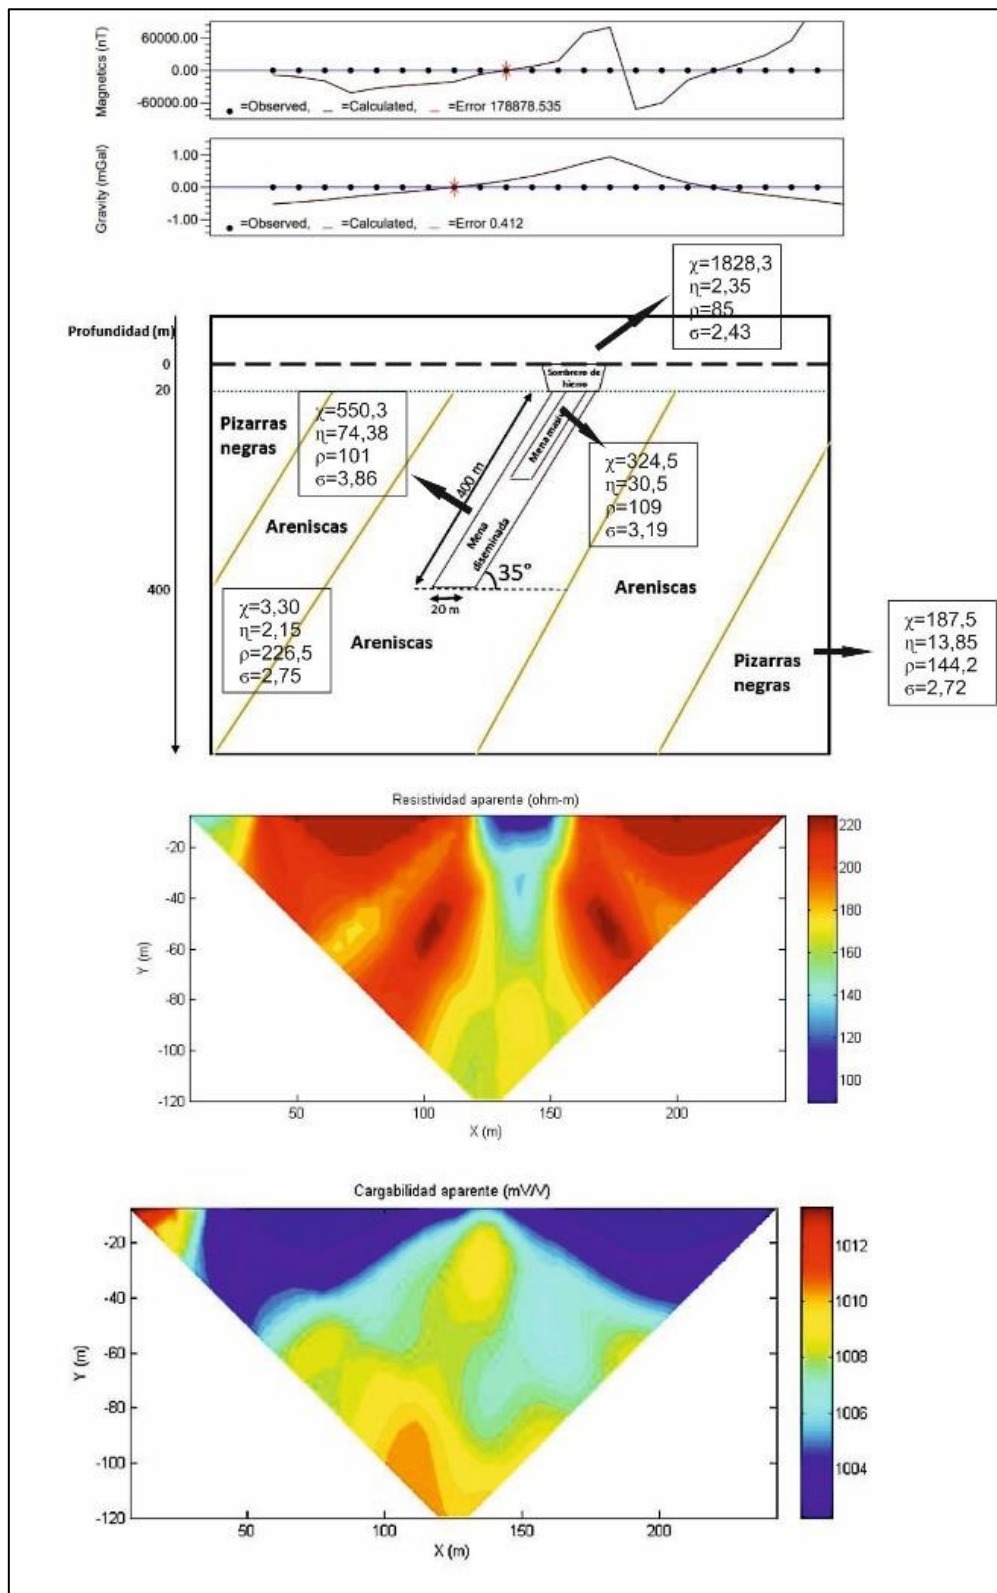 Magnetics (nT)
60000.00
0.00
-60000.00
=Observed, =Calculated, =Error 178878.535
Gravity (mGal)
1.00
0.00
-1.00
=Observed, =Calculated, =Error 0.412
χ=1828,3
η=2,35
ρ=85
σ=2,43
Profundidad (m)
0
20
400
Sombrero de
hierro
Pizarras
negras
χ=550,3
η=74,38
ρ=101
σ=3,86
400 m
Mena
diseminada
χ=324,5
η=30,5
ρ=109
σ=3,19
Areniscas
35°
20 m
Areniscas
χ=3,30
η=2,15
ρ=226,5
σ=2,75
Areniscas
Pizarras
negras
χ=187,5
η=13,85
ρ=144,2
σ=2,72
Resistividad aparente (ohm-m)
-20
-40
-60
-80
-100
-120
Y (m)
50
100
150
200
X (m)
220
200
180
160
140
120
100
Cargabilidad aparente (mV/V)
-20
-40
-60
-80
-100
-120
Y (m)
50
100
150
200
X (m)
1012
1010
1008
1006
1004